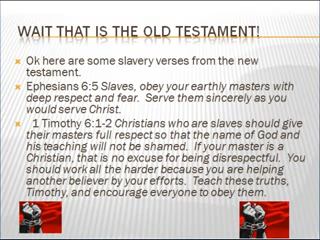 WAIT THAT IS THE OLD TESTAMENT!
Ok here are some slavery verses from the new
testament.
Ephesians 6:5 Slaves, obey your earthly masters with
deep respect and fear. Serve them sincerely as you
would serve Christ.
1 Timothy 6:1-2 Christians who are slaves should give
their masters full respect so that the name of God and
his teaching will not be shamed. If your master is a
Christian, that is no excuse for being disrespectful. You
should work all the harder because you are helping
another believer by your efforts. Teach these truths,
Timothy, and encourage everyone to obey them.